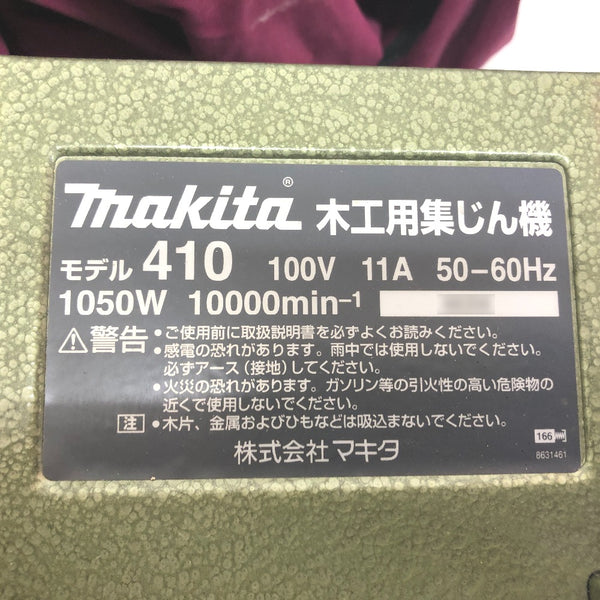 makita® 木工用集じん機
モデル 410 100V 11A 50-60Hz
1050W 10000min-1
⚠警告 •ご使用前に取扱説明書を必ずよくお読みください。
•感電の恐れがあります。雨中では使用しないでください。
必ずアース（接地）してください。
•火災の恐れがあります。ガソリン等の引火性の高い危険物の
近くで使用しないでください。
注 •木片、金属およびひもなどは吸込まないでください。
166
株式会社マキタ
8631461